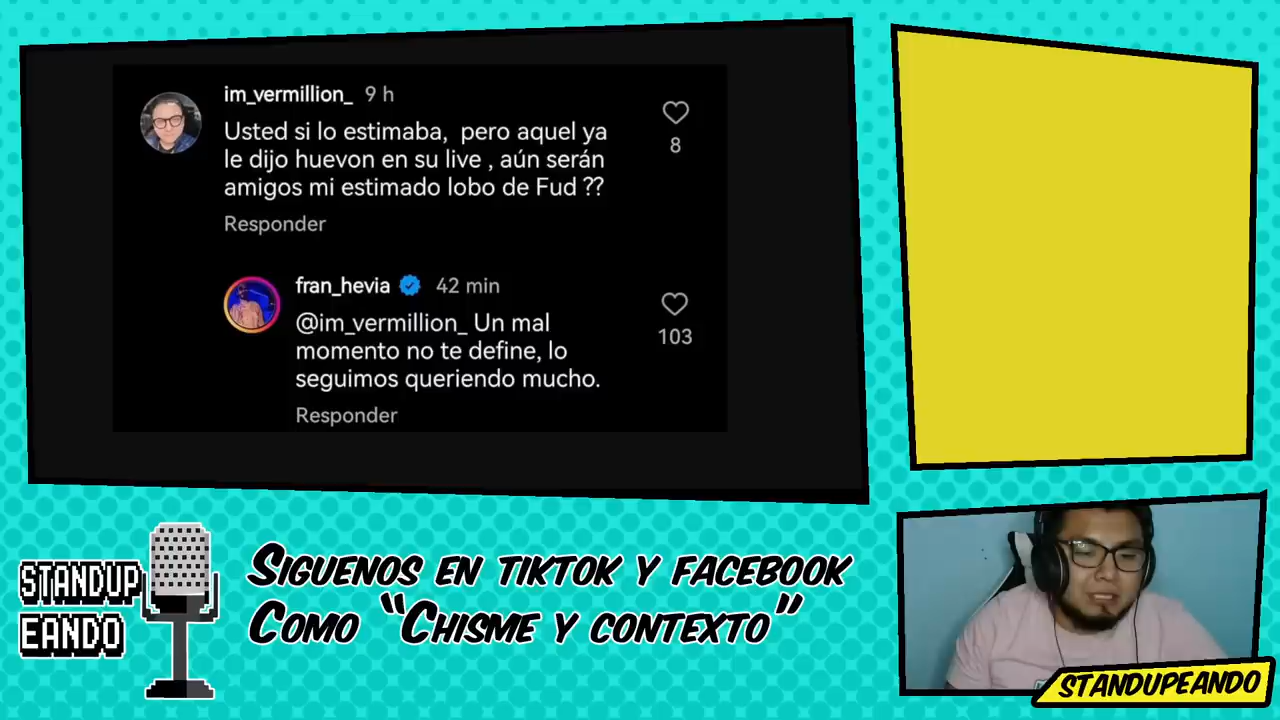 im_vermillion_ 9 h
Usted si lo estimaba, pero aquel ya
le dijo huevon en su live , aún serán
amigos mi estimado lobo de Fud ??
8
Responder
fran_hevia 42 min
@im_vermillion_ Un mal
momento no te define, lo
seguimos queriendo mucho.
103
Responder
STANDUP
EANDO
SIGUENOS EN TIKTOK Y FACEBOOK
COMO “CHISME Y CONTEXTO”
STANDUPEANDO